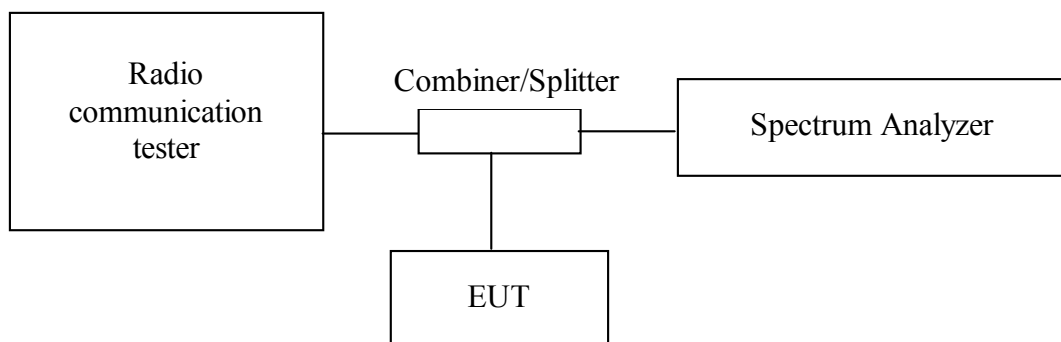 Radio
communication
tester
Combiner/Splitter
Spectrum Analyzer
EUT